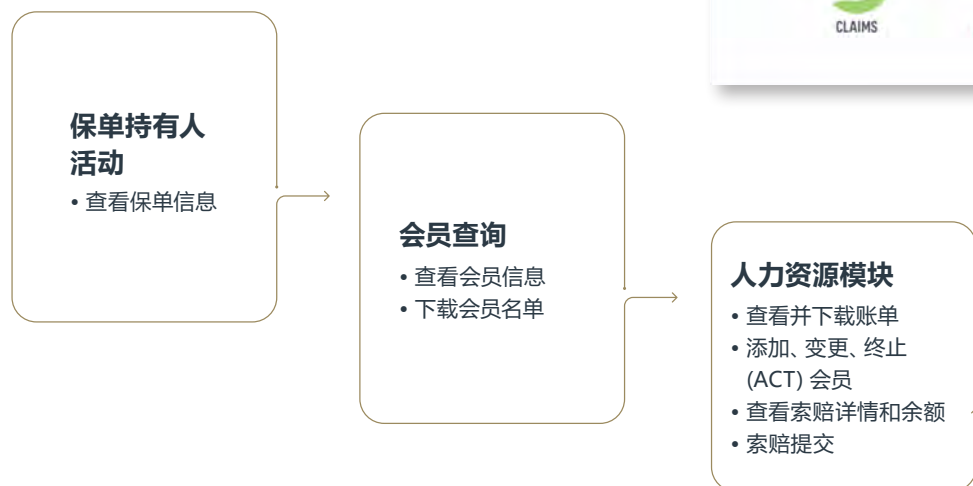 CLAIMS
保单持有人
活动
• 查看保单信息
会员查询
• 查看会员信息
• 下载会员名单
人力资源模块
• 查看并下载账单
• 添加、变更、终止
(ACT) 会员
• 查看索赔详情和余额
• 索赔提交